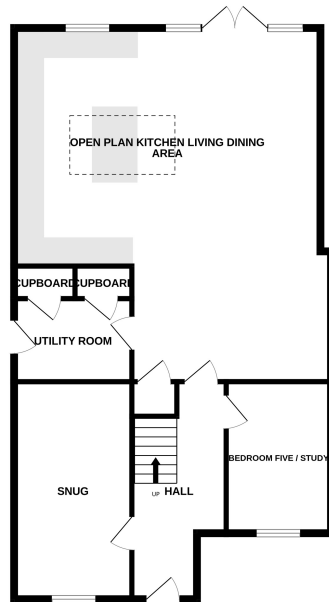 OPEN PLAN KITCHEN LIVING DINING
AREA
CUPBOARD
CUPBOARD
UTILITY ROOM
BEDROOM FIVE / STUDY
SNUG
HALL
UP